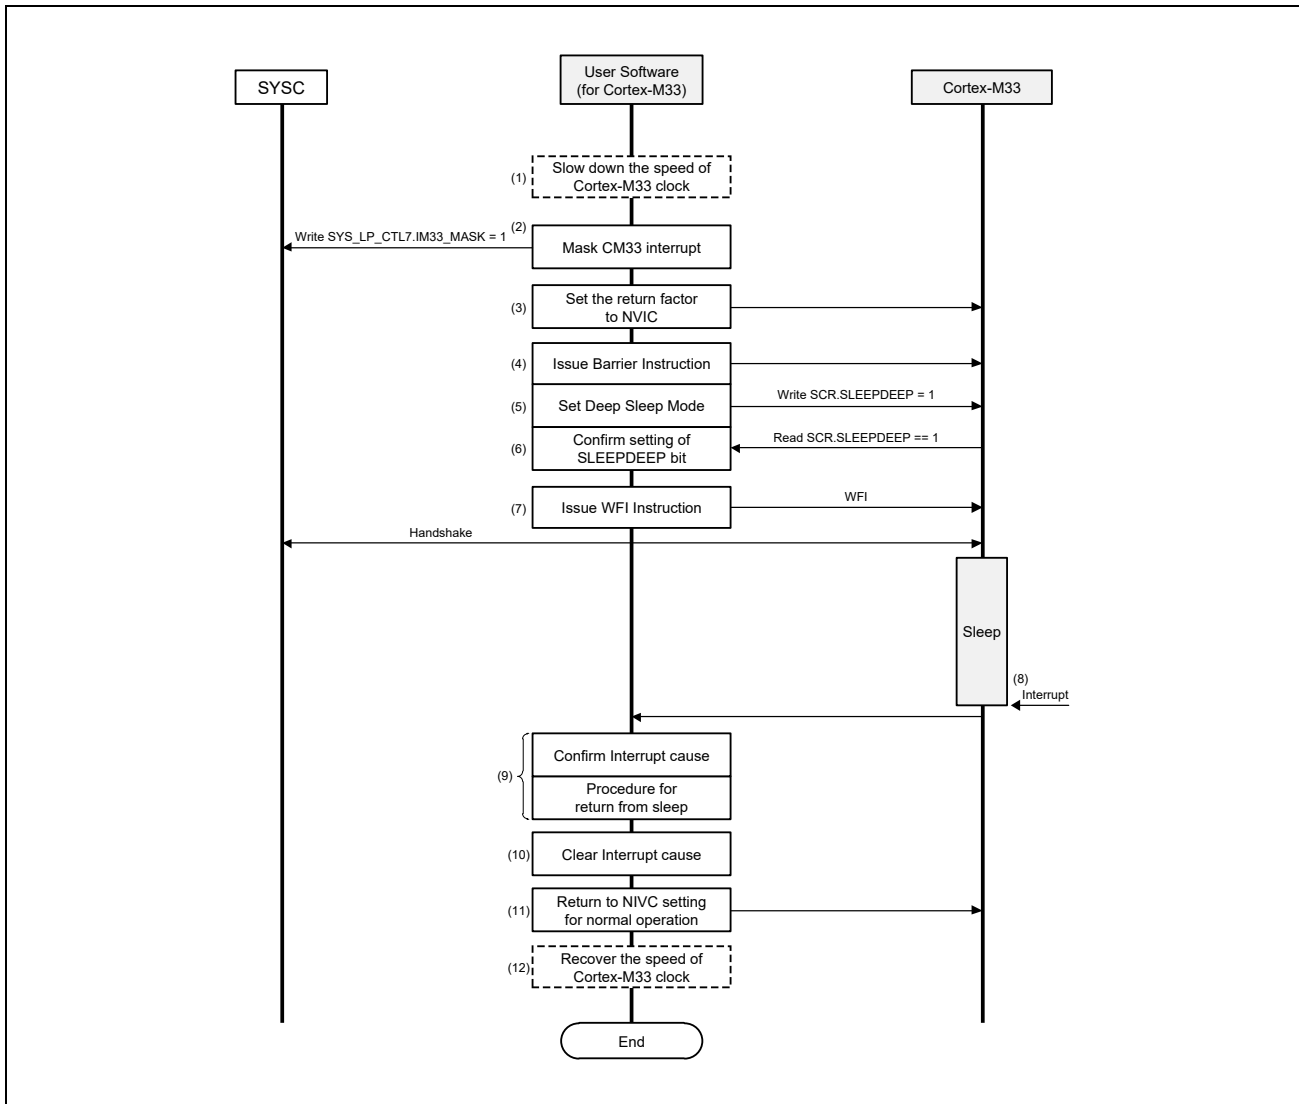 SYSC
User Software
(for Cortex-M33)
Cortex-M33
(1)
Slow down the speed of
Cortex-M33 clock
(2)
Write SYS_LP_CTL7.IM33_MASK = 1
Mask CM33 interrupt
(3)
Set the return factor
to NVIC
(4)
Issue Barrier Instruction
(5)
Set Deep Sleep Mode
Write SCR.SLEEPDEEP = 1
(6)
Confirm setting of
SLEEPDEEP bit
Read SCR.SLEEPDEEP == 1
(7)
Issue WFI Instruction
WFI
Handshake
Sleep
(8)
Interrupt
(9)
Confirm Interrupt cause
Procedure for
return from sleep
(10)
Clear Interrupt cause
(11)
Return to NIVC setting
for normal operation
(12)
Recover the speed of
Cortex-M33 clock
End